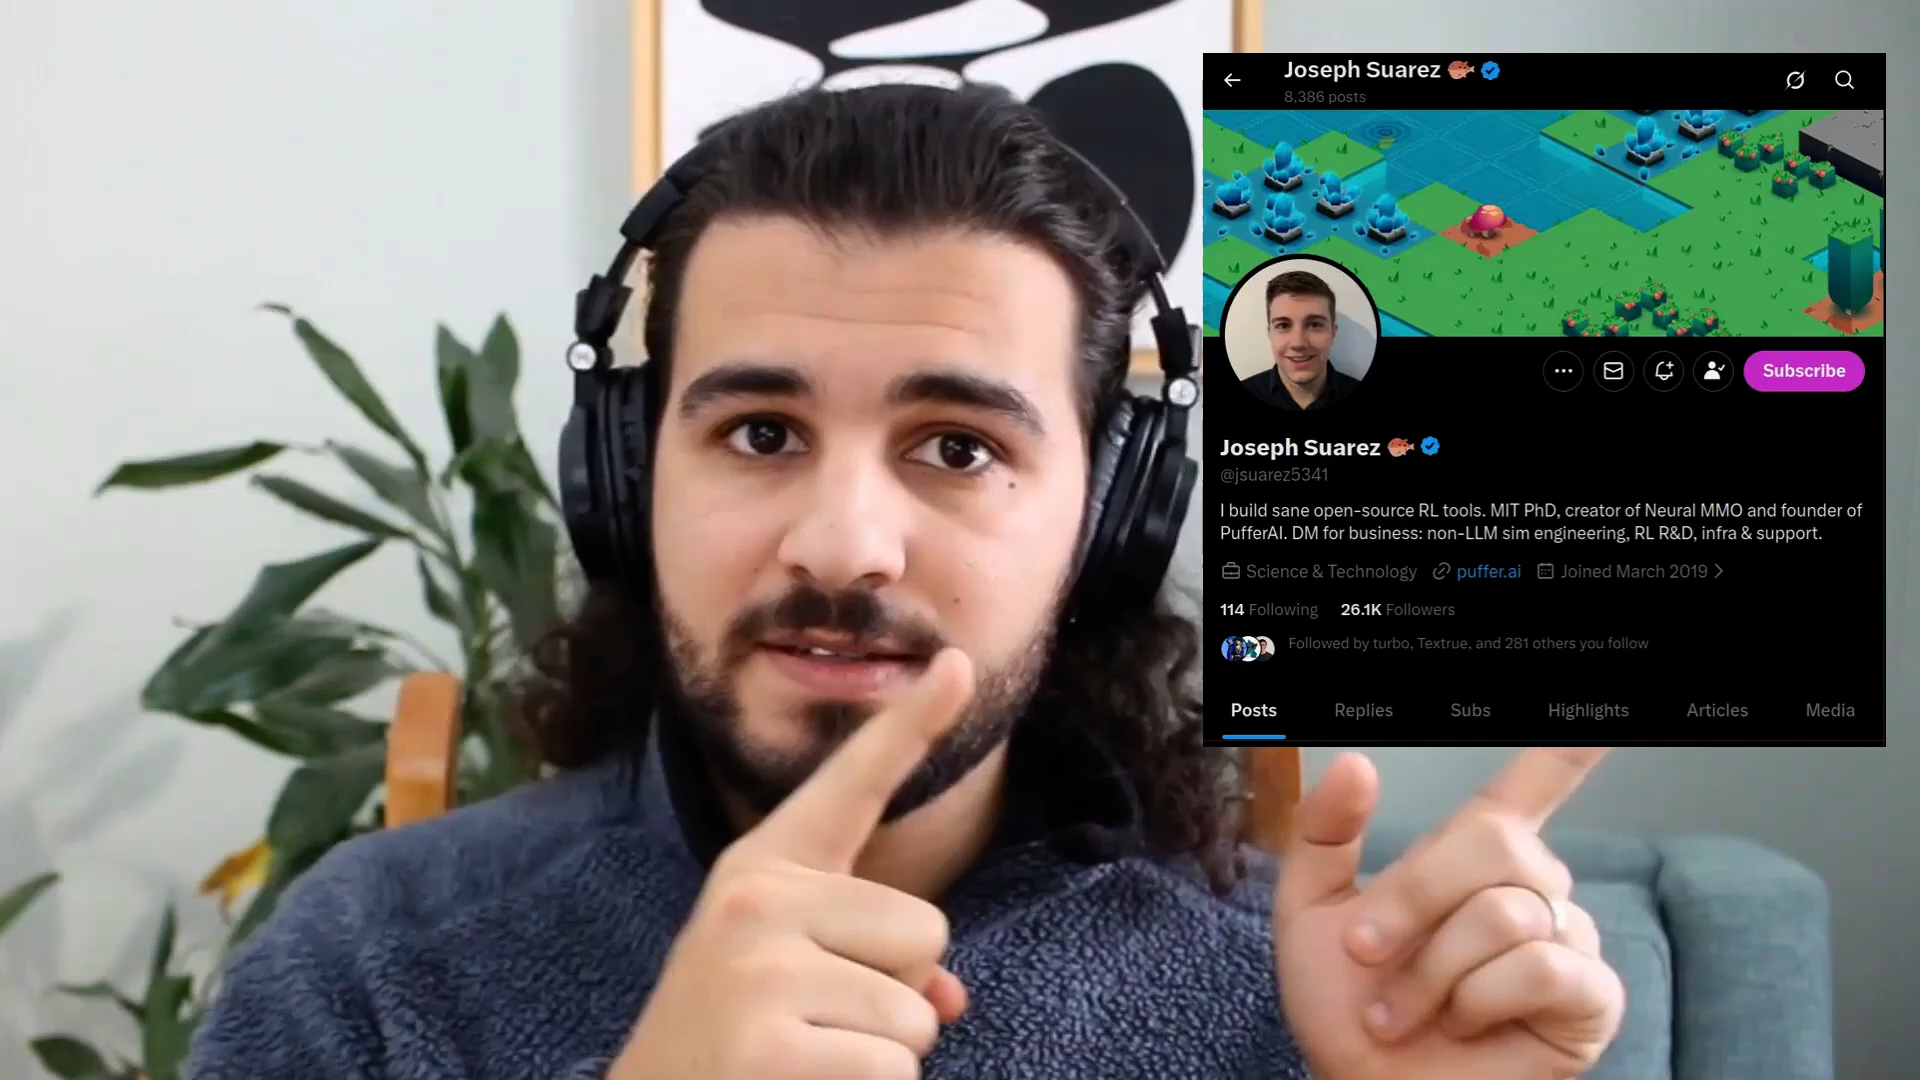 Joseph Suarez
8,386 posts
Subscribe
Joseph Suarez
@jsuarez5341
I build sane open-source RL tools. MIT PhD, creator of Neural MMO and founder of
PufferAI. DM for business: non-LLM sim engineering, RL R&D, infra & support.
Science & Technology puffer.ai Joined March 2019
114 Following 26.1K Followers
Followed by turbo, Textrue, and 281 others you follow
Posts Replies Subs Highlights Articles Media